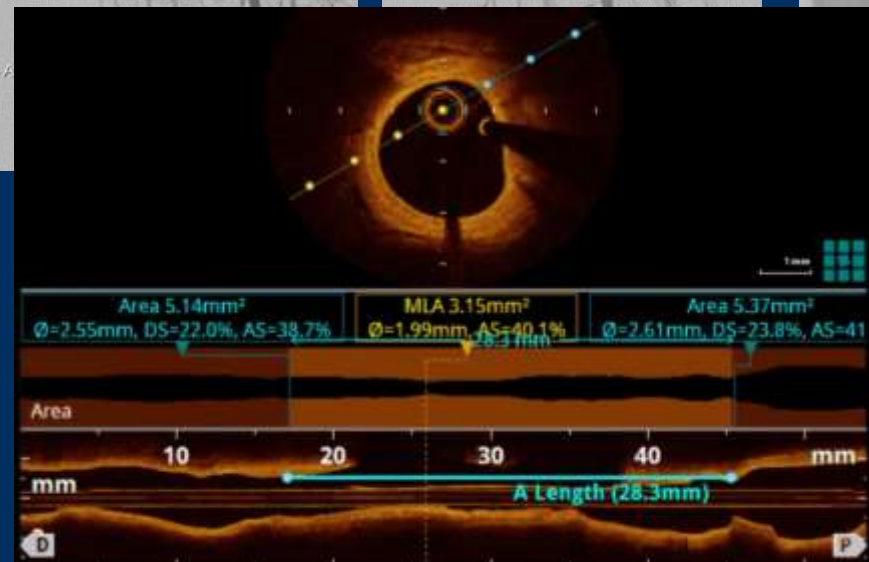 A
1 mm
Area 5.14mm²
Ø=2.55mm, DS=22.0%, AS=38.7%
MLA 3.15mm²
Ø=1.99mm, AS=40.1%
Area 5.37mm²
Ø=2.61mm, DS=23.8%, AS=41
28.3 mm
Area
10 20 30 40 mm
mm
A Length (28.3mm)
D P